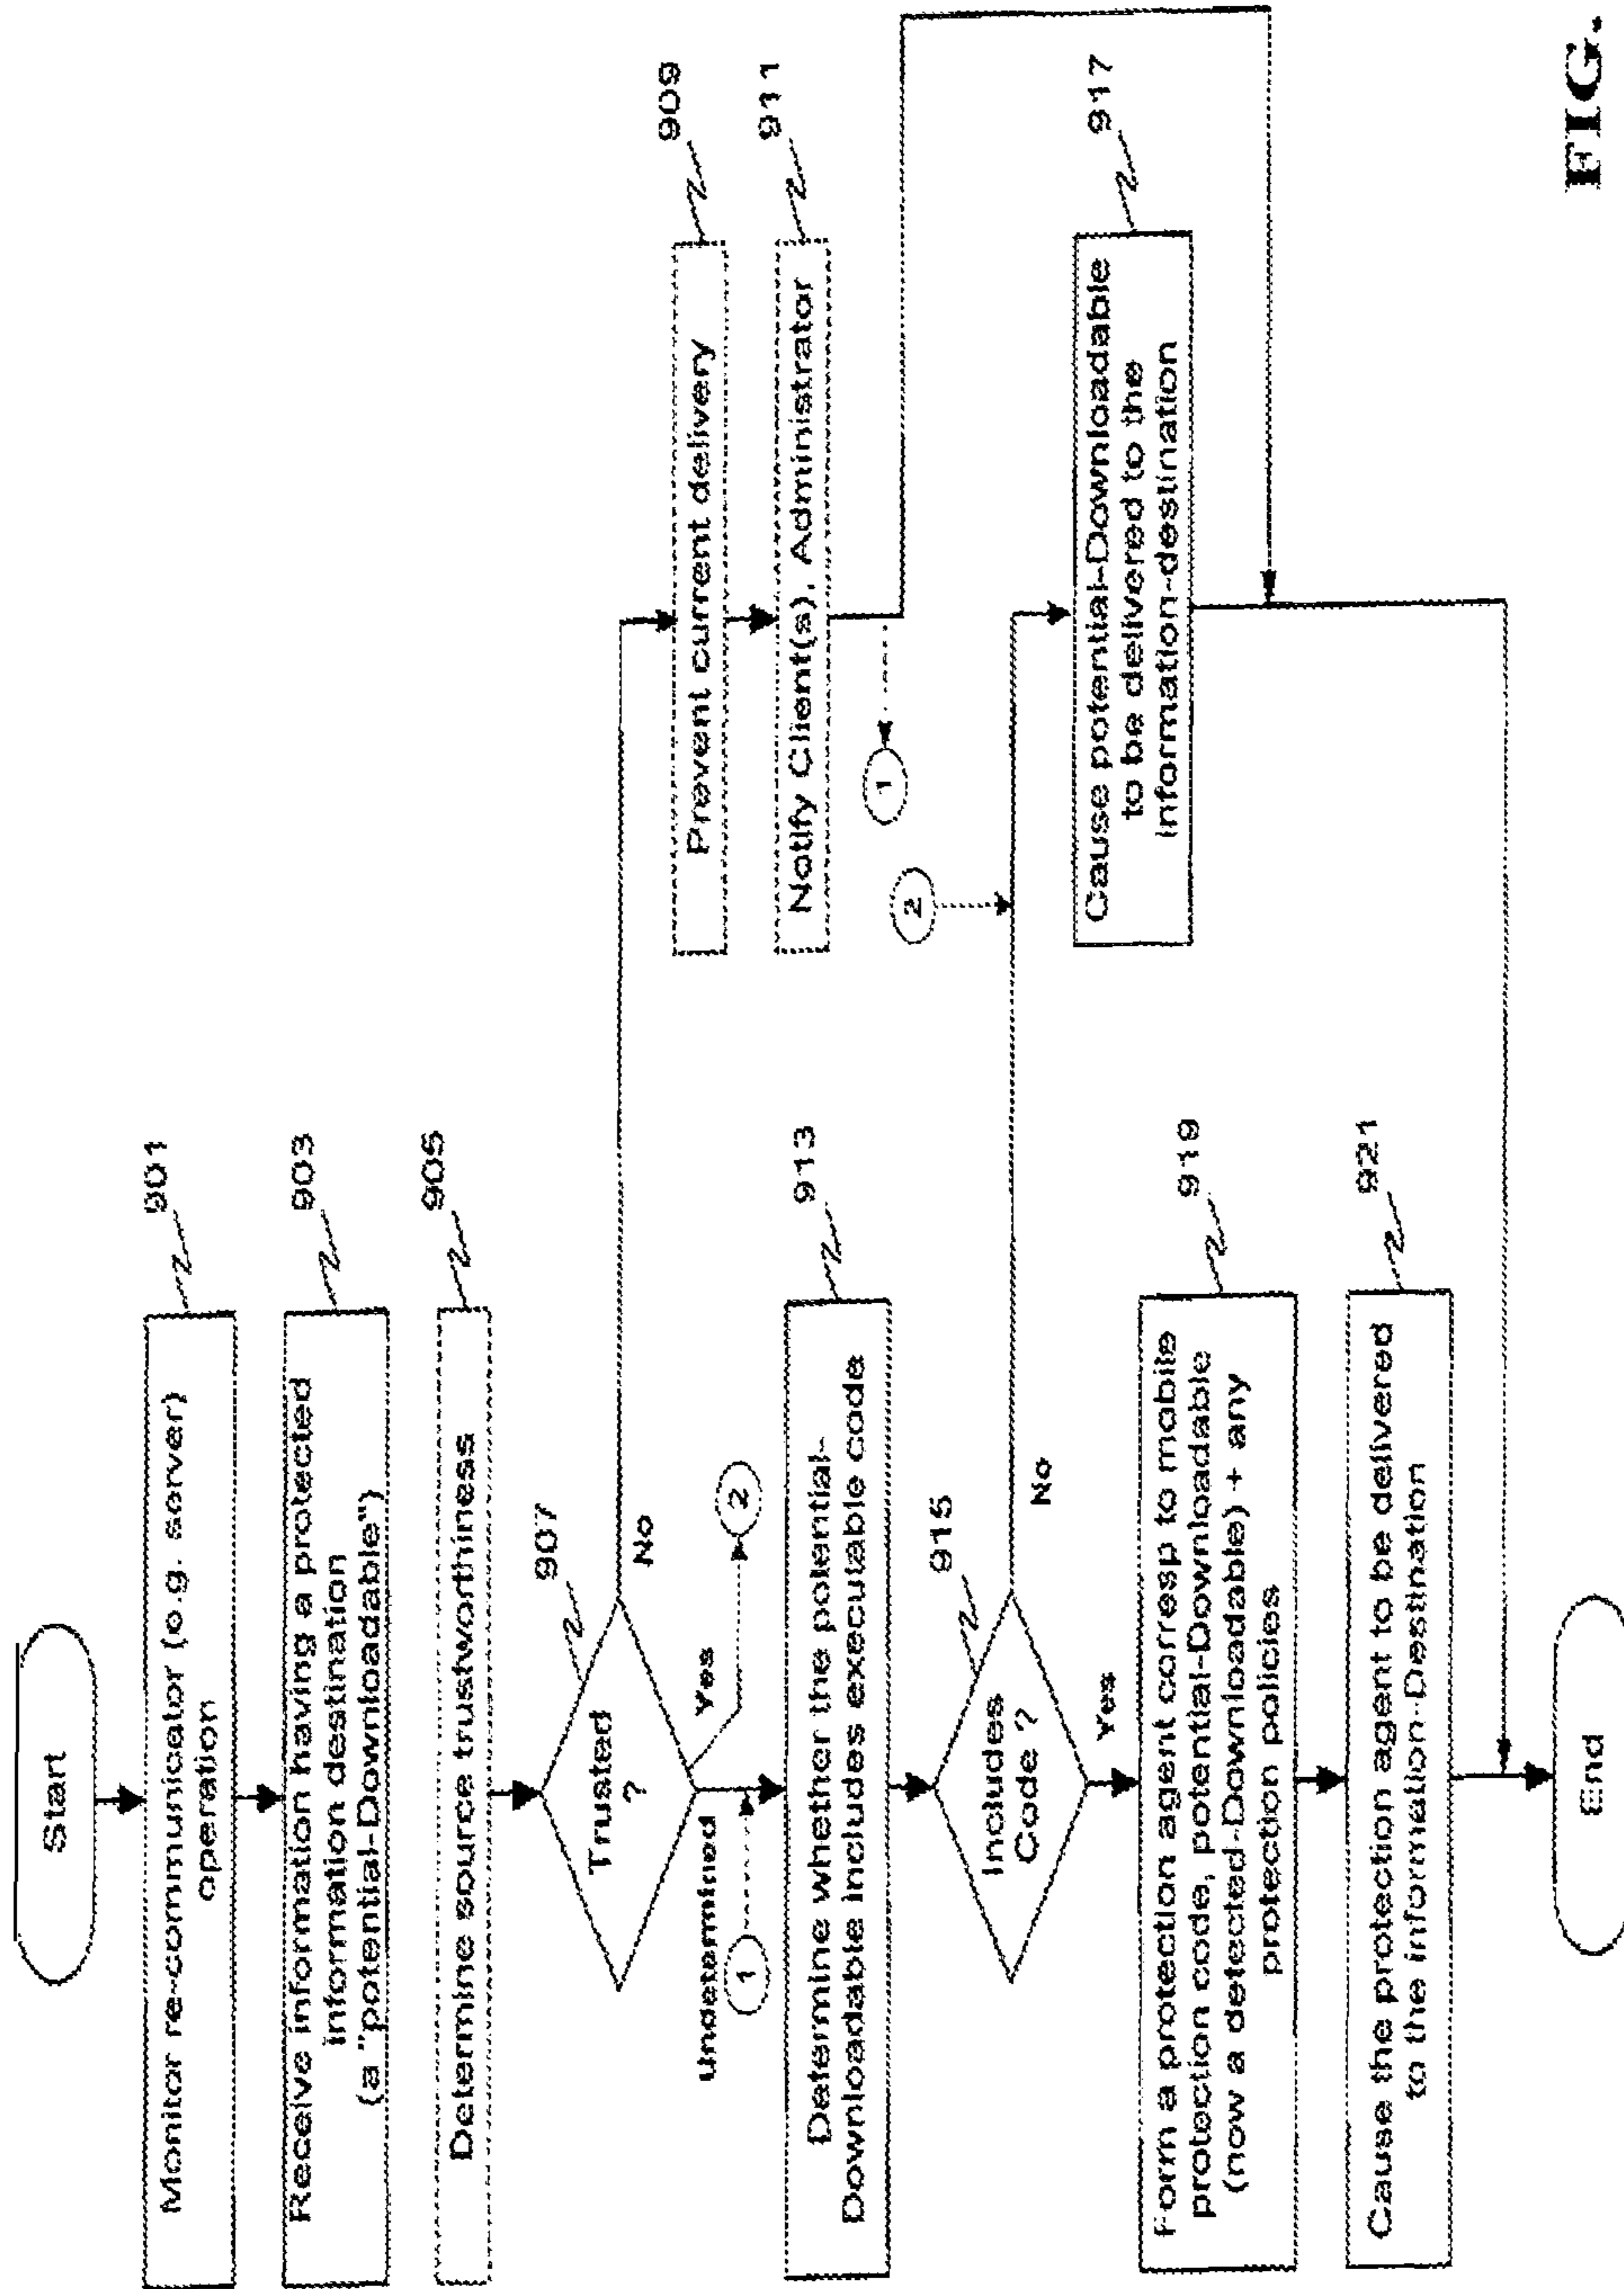 Start
901
Monitor re-communicator (e.g. server)
operation
903
Receive information having a protected
information destination
(a "potential-Downloadable")
905
Determine source trustworthiness
907
Trusted
?
No
Yes
Undetermined
1
2
909
Prevent current delivery
911
Notify Client(s), Administrator
1
913
Determine whether the potential-
Downloadable includes executable code
915
Includes
Code ?
No
Yes
2
917
Cause potential-Downloadable
to be delivered to the
information-destination
919
Form a protection agent corresp to mobile
protection code, potential-Downloadable
(now a detected-Downloadable) + any
protection policies
921
Cause the protection agent to be delivered
to the information-Destination
End
FIG.